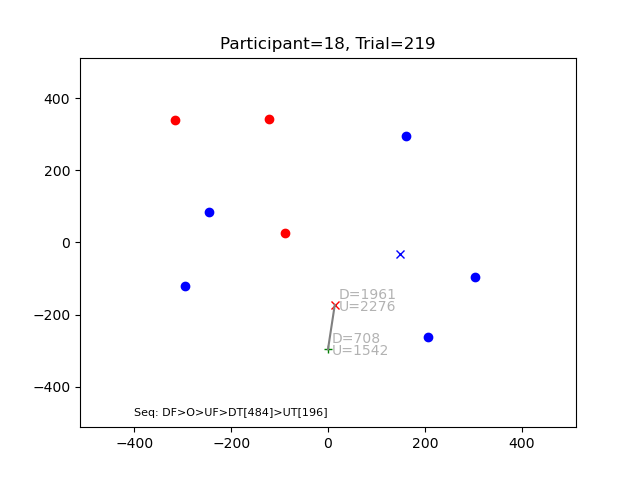 Participant=18, Trial=219
400
200
0
−200
−400
D=1961
U=2276
D=708
U=1542
Seq: DF>O>UF>DT[484]>UT[196]
−400
−200
0
200
400